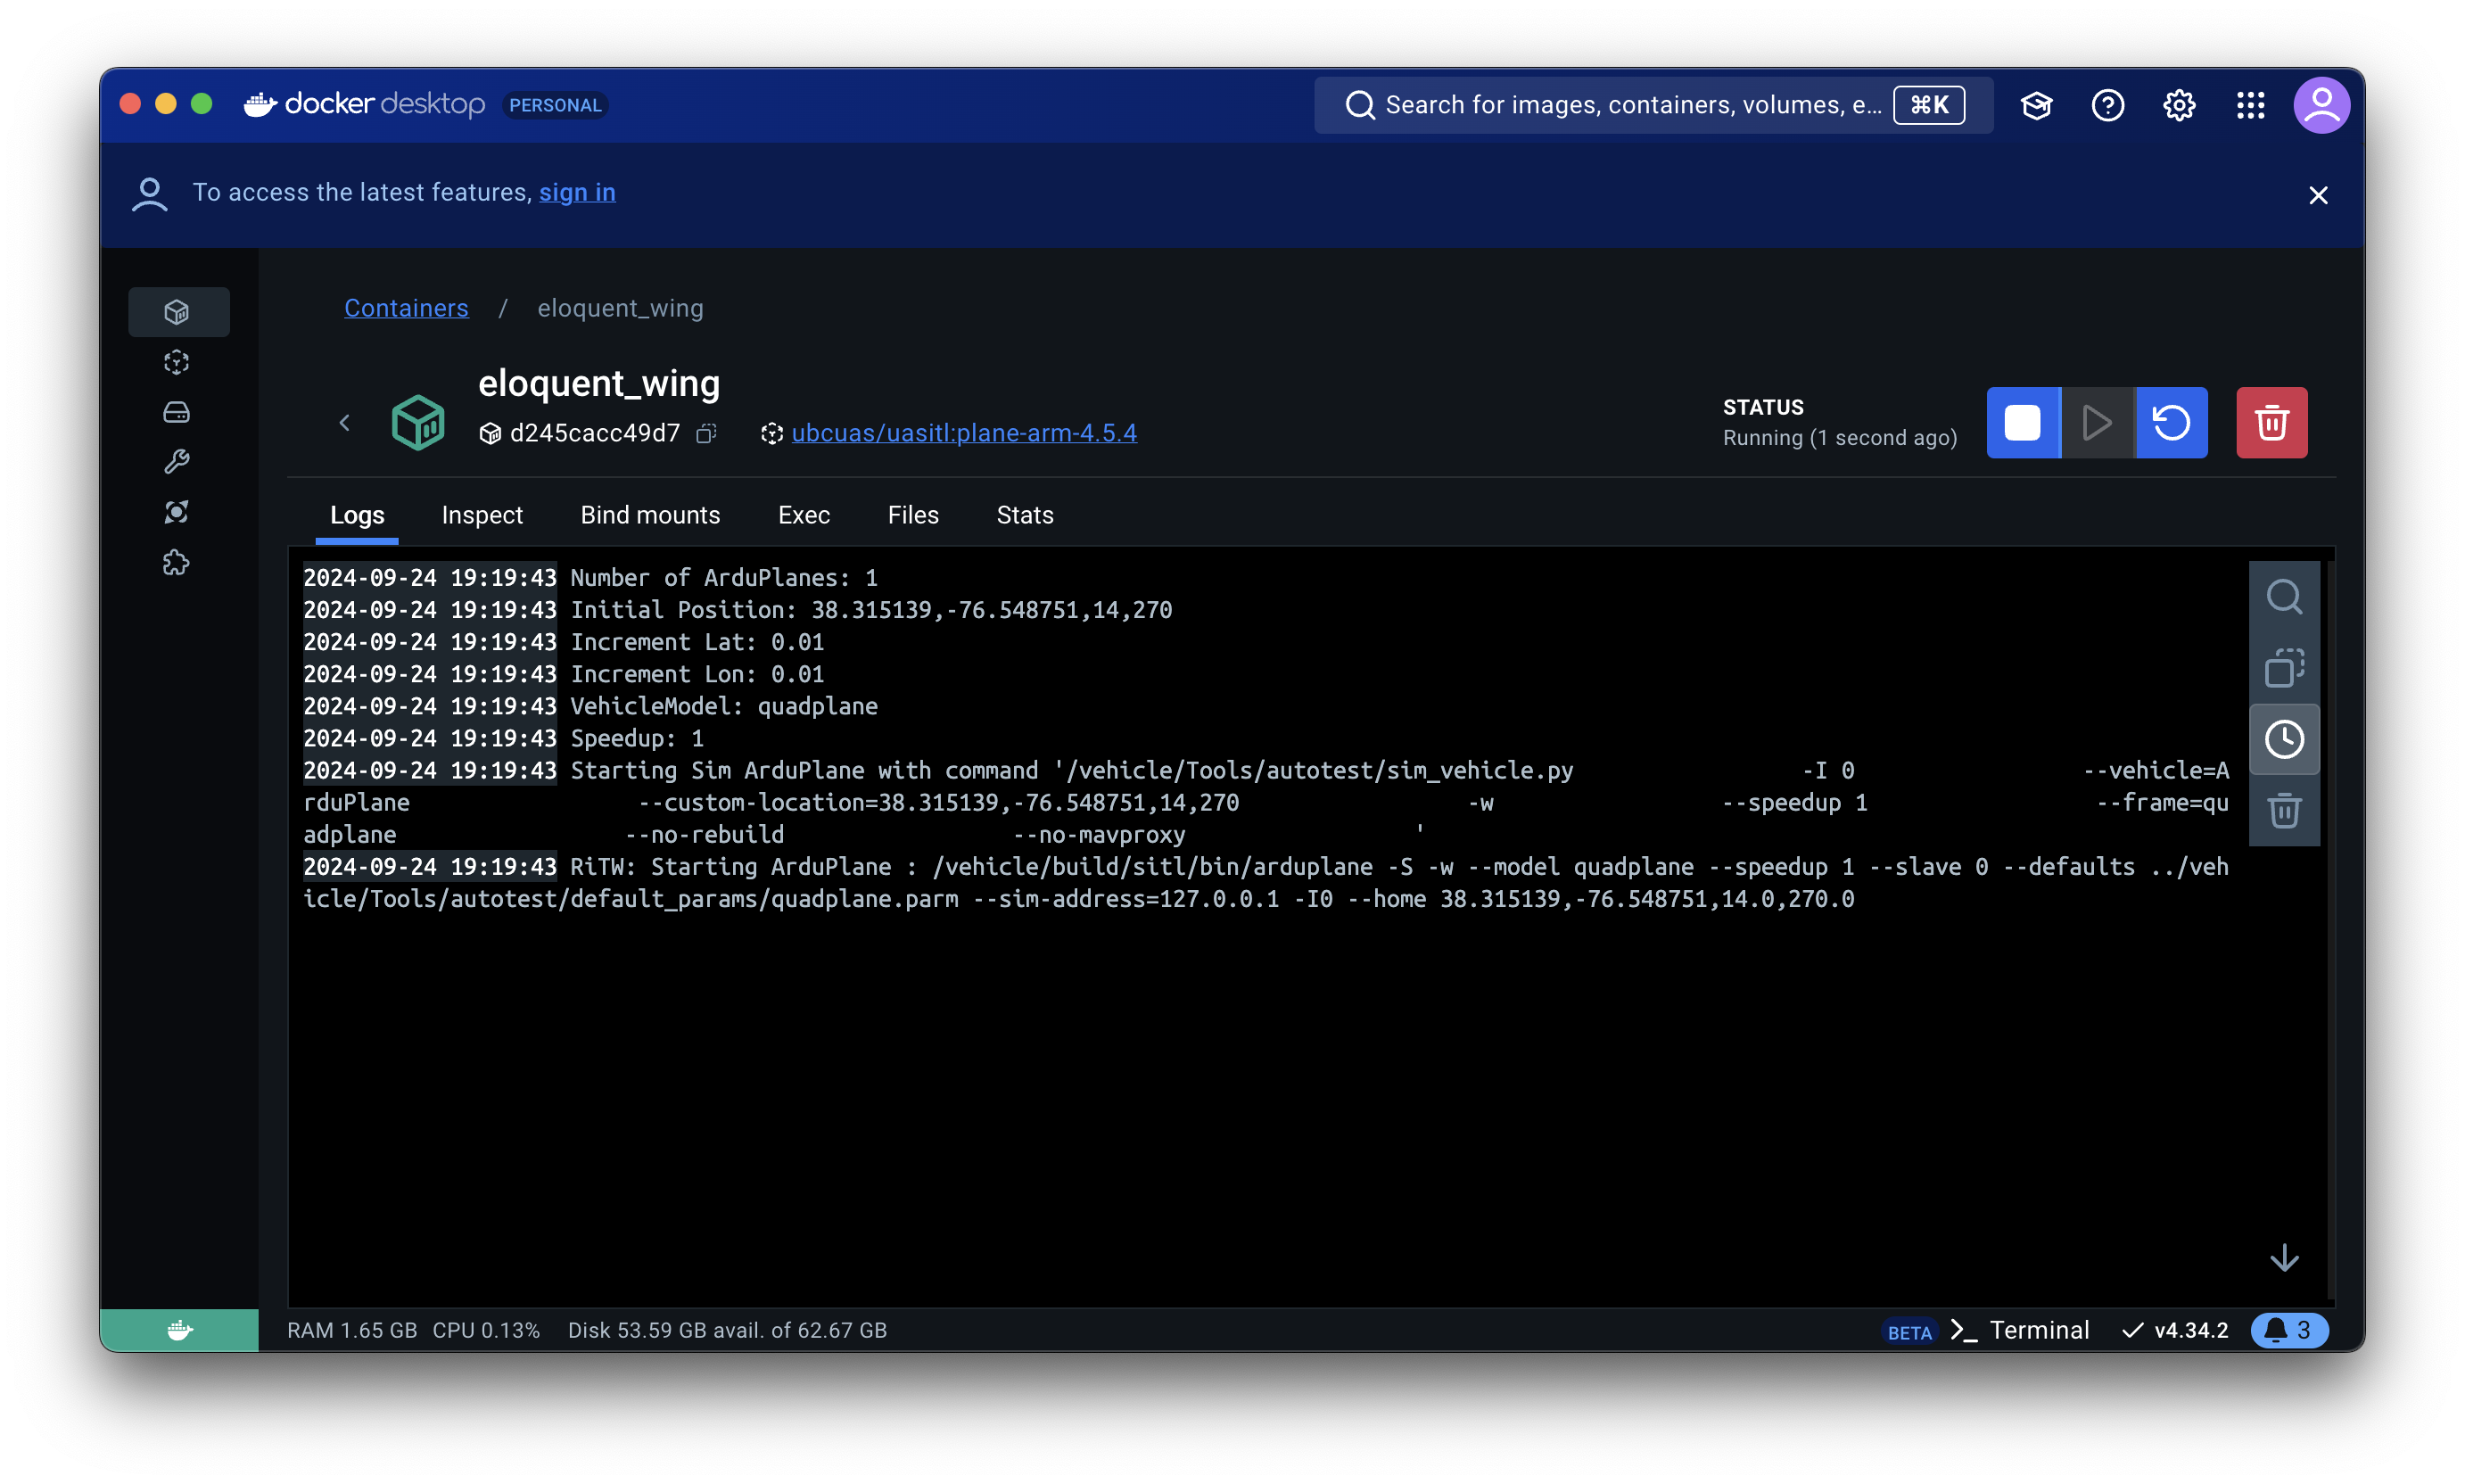 docker desktop PERSONAL
Search for images, containers, volumes, e... ⌘K
To access the latest features, sign in
Containers / eloquent_wing
eloquent_wing
d245cacc49d7 ubcuas/uasitl:plane-arm-4.5.4
STATUS
Running (1 second ago)
Logs Inspect Bind mounts Exec Files Stats
2024-09-24 19:19:43 Number of ArduPlanes: 1
2024-09-24 19:19:43 Initial Position: 38.315139,-76.548751,14,270
2024-09-24 19:19:43 Increment Lat: 0.01
2024-09-24 19:19:43 Increment Lon: 0.01
2024-09-24 19:19:43 VehicleModel: quadplane
2024-09-24 19:19:43 Speedup: 1
2024-09-24 19:19:43 Starting Sim ArduPlane with command '/vehicle/Tools/autotest/sim_vehicle.py -I 0 --vehicle=A
rduPlane --custom-location=38.315139,-76.548751,14,270 -w --speedup 1 --frame=qu
adplane --no-rebuild --no-mavproxy '
2024-09-24 19:19:43 RiTW: Starting ArduPlane : /vehicle/build/sitl/bin/arduplane -S -w --model quadplane --speedup 1 --slave 0 --defaults ../veh
icle/Tools/autotest/default_params/quadplane.parm --sim-address=127.0.0.1 -I0 --home 38.315139,-76.548751,14.0,270.0
RAM 1.65 GB CPU 0.13% Disk 53.59 GB avail. of 62.67 GB
BETA >_ Terminal ✓ v4.34.2 3